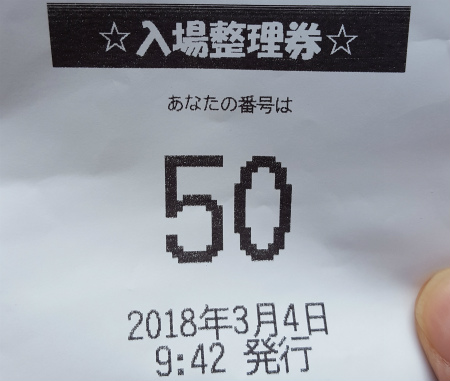 ☆入場整理券☆
あなたの番号は
50
2018年3月4日
9:42 発行